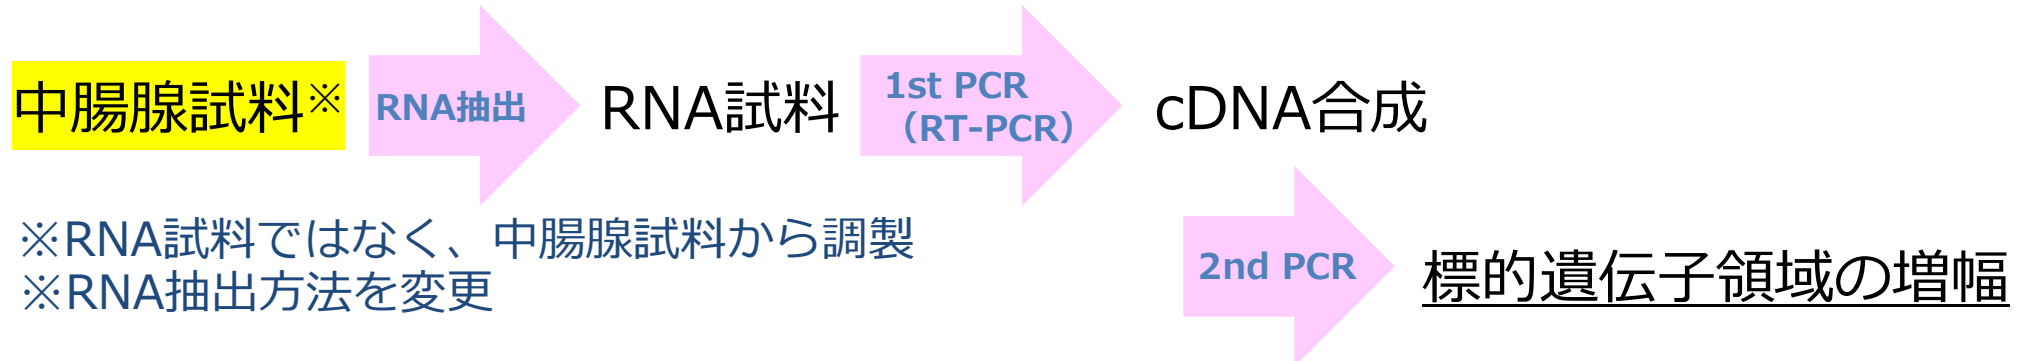 中腸腺試料※
RNA抽出
RNA試料
1st PCR
（RT-PCR）
cDNA合成
※RNA試料ではなく、中腸腺試料から調製
※RNA抽出方法を変更
2nd PCR
標的遺伝子領域の増幅